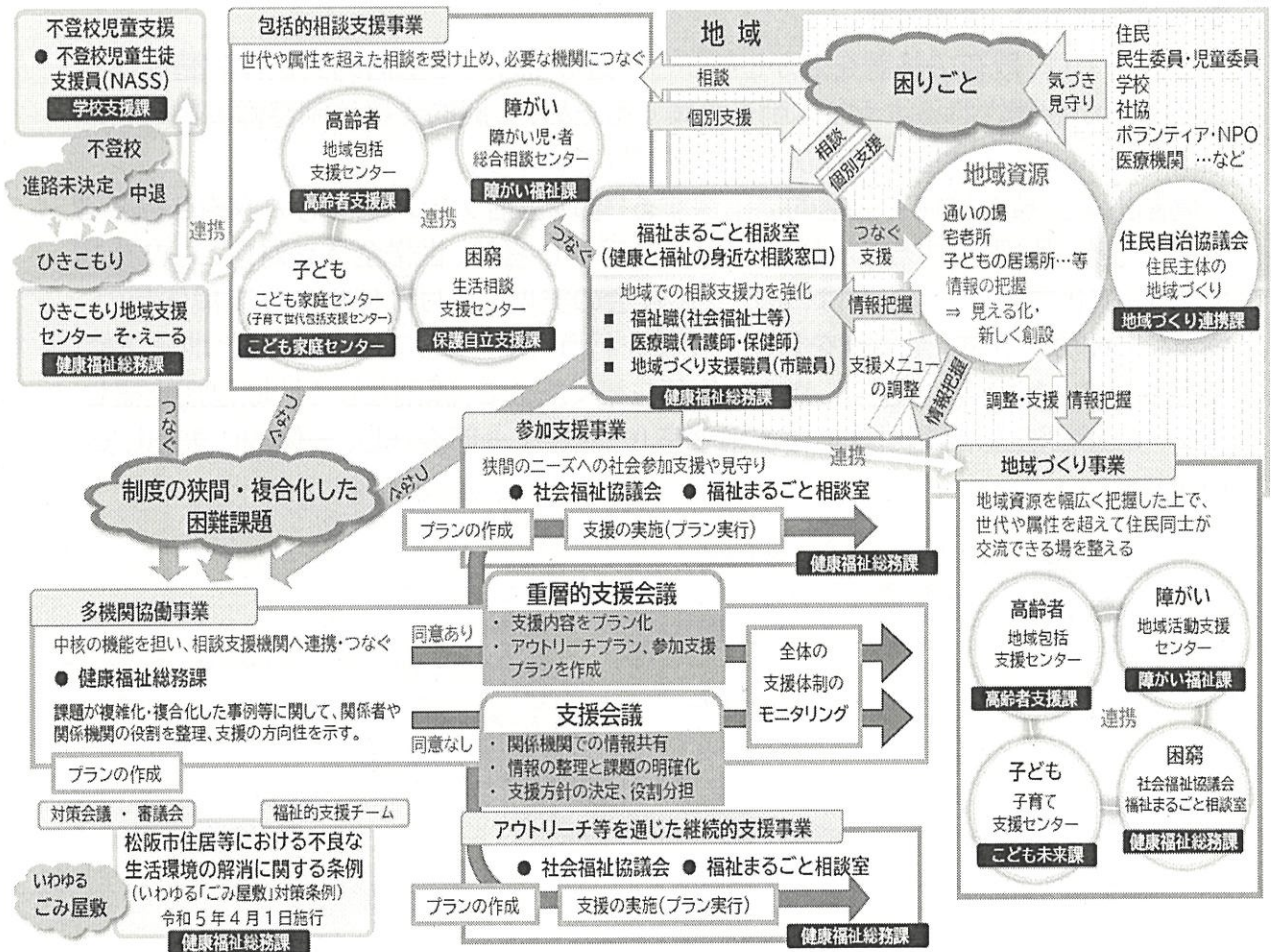 不登校児童支援
● 不登校児童生徒
支援員(NASS)
学校支援課
不登校
進路未決定
中退
ひきこもり
連携
ひきこもり地域支援
センター そ・えーる
健康福祉総務課
つなぐ
包括的相談支援事業
世代や属性を超えた相談を受け止め、必要な機関につなぐ
高齢者
地域包括
支援センター
高齢者支援課
障がい
障がい児・者
総合相談センター
障がい福祉課
連携
子ども
こども家庭センター
(子育て世代包括支援センター)
こども家庭センター
困窮
生活相談
支援センター
保護自立支援課
つなぐ
つなぐ
つなぐ
地域
相談
個別支援
困りごと
相談
個別支援
気づき
見守り
住民
民生委員・児童委員
学校
社協
ボランティア・NPO
医療機関 …など
福祉まるごと相談室
(健康と福祉の身近な相談窓口)
地域での相談支援力を強化
■ 福祉職(社会福祉士等)
■ 医療職(看護師・保健師)
■ 地域づくり支援職員(市職員)
健康福祉総務課
つなぐ
支援
情報把握
地域資源
通いの場
宅老所
子どもの居場所…等
情報の把握
⇒ 見える化・
新しく創設
住民自治協議会
住民主体の
地域づくり
地域づくり連携課
支援メニュー
の調整
情報把握
調整・支援
情報把握
制度の狭間・複合化した
困難課題
参加支援事業
狭間のニーズへの社会参加支援や見守り
● 社会福祉協議会 ● 福祉まるごと相談室
プランの作成
支援の実施(プラン実行)
健康福祉総務課
連携
地域づくり事業
地域資源を幅広く把握した上で、
世代や属性を超えて住民同士が
交流できる場を整える
高齢者
地域包括
支援センター
高齢者支援課
障がい
地域活動支援
センター
障がい福祉課
連携
子ども
子育て
支援センター
こども未来課
困窮
社会福祉協議会
福祉まるごと相談室
健康福祉総務課
多機関協働事業
中核の機能を担い、相談支援機関へ連携・つなぐ
● 健康福祉総務課
課題が複雑化・複合化した事例等に関して、関係者や
関係機関の役割を整理、支援の方向性を示す。
プランの作成
同意あり
同意なし
重層的支援会議
・ 支援内容をプラン化
・ アウトリーチプラン、参加支援
プランを作成
支援会議
・ 関係機関での情報共有
・ 情報の整理と課題の明確化
・ 支援方針の決定、役割分担
全体の
支援体制の
モニタリング
対策会議 ・ 審議会
福祉的支援チーム
松阪市住居等における不良な
生活環境の解消に関する条例
(いわゆる「ごみ屋敷」対策条例)
令和5年4月1日施行
健康福祉総務課
いわゆる
ごみ屋敷
アウトリーチ等を通じた継続的支援事業
● 社会福祉協議会 ● 福祉まるごと相談室
プランの作成
支援の実施(プラン実行)
健康福祉総務課